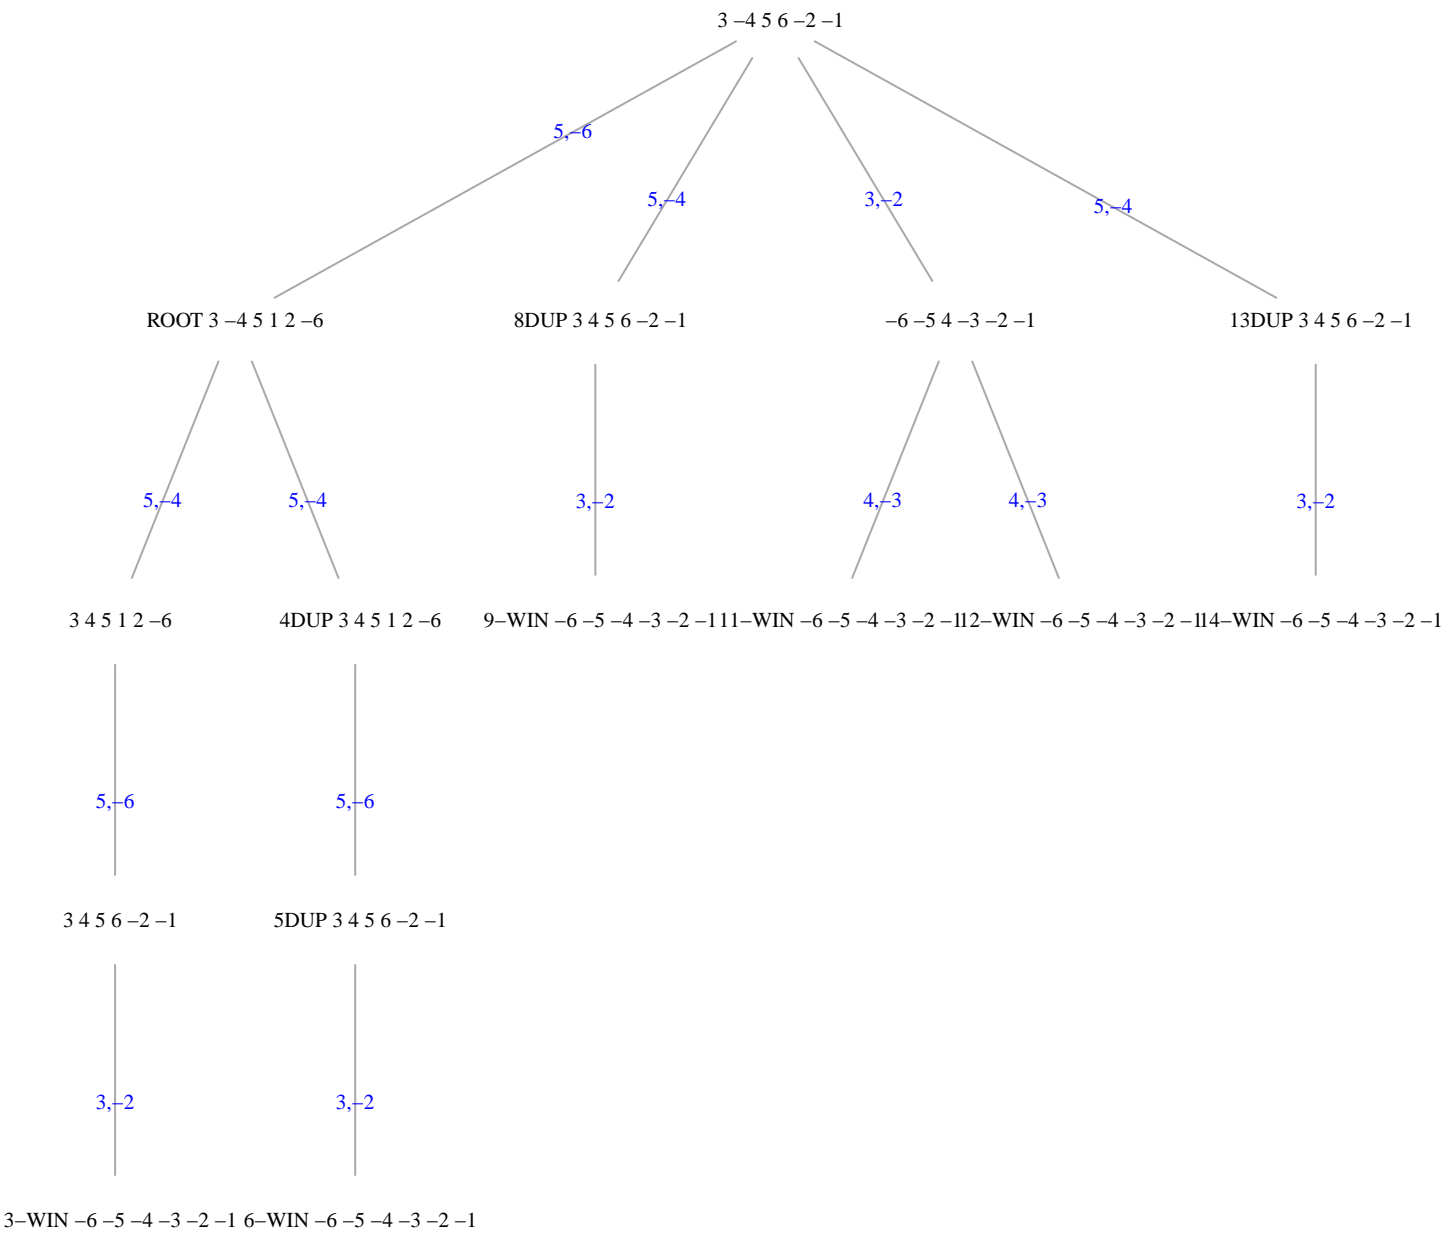 3 –4 5 6 –2 –1
5,–6
5,–4
3,–2
5,–4
ROOT 3 –4 5 1 2 –6
8DUP 3 4 5 6 –2 –1
–6 –5 4 –3 –2 –1
13DUP 3 4 5 6 –2 –1
5,–4
5,–4
3,–2
4,–3
4,–3
3,–2
3 4 5 1 2 –6
4DUP 3 4 5 1 2 –6
9–WIN –6 –5 –4 –3 –2 –1
11–WIN –6 –5 –4 –3 –2 –1
12–WIN –6 –5 –4 –3 –2 –1
14–WIN –6 –5 –4 –3 –2 –1
5,–6
5,–6
3 4 5 6 –2 –1
5DUP 3 4 5 6 –2 –1
3,–2
3,–2
3–WIN –6 –5 –4 –3 –2 –1
6–WIN –6 –5 –4 –3 –2 –1